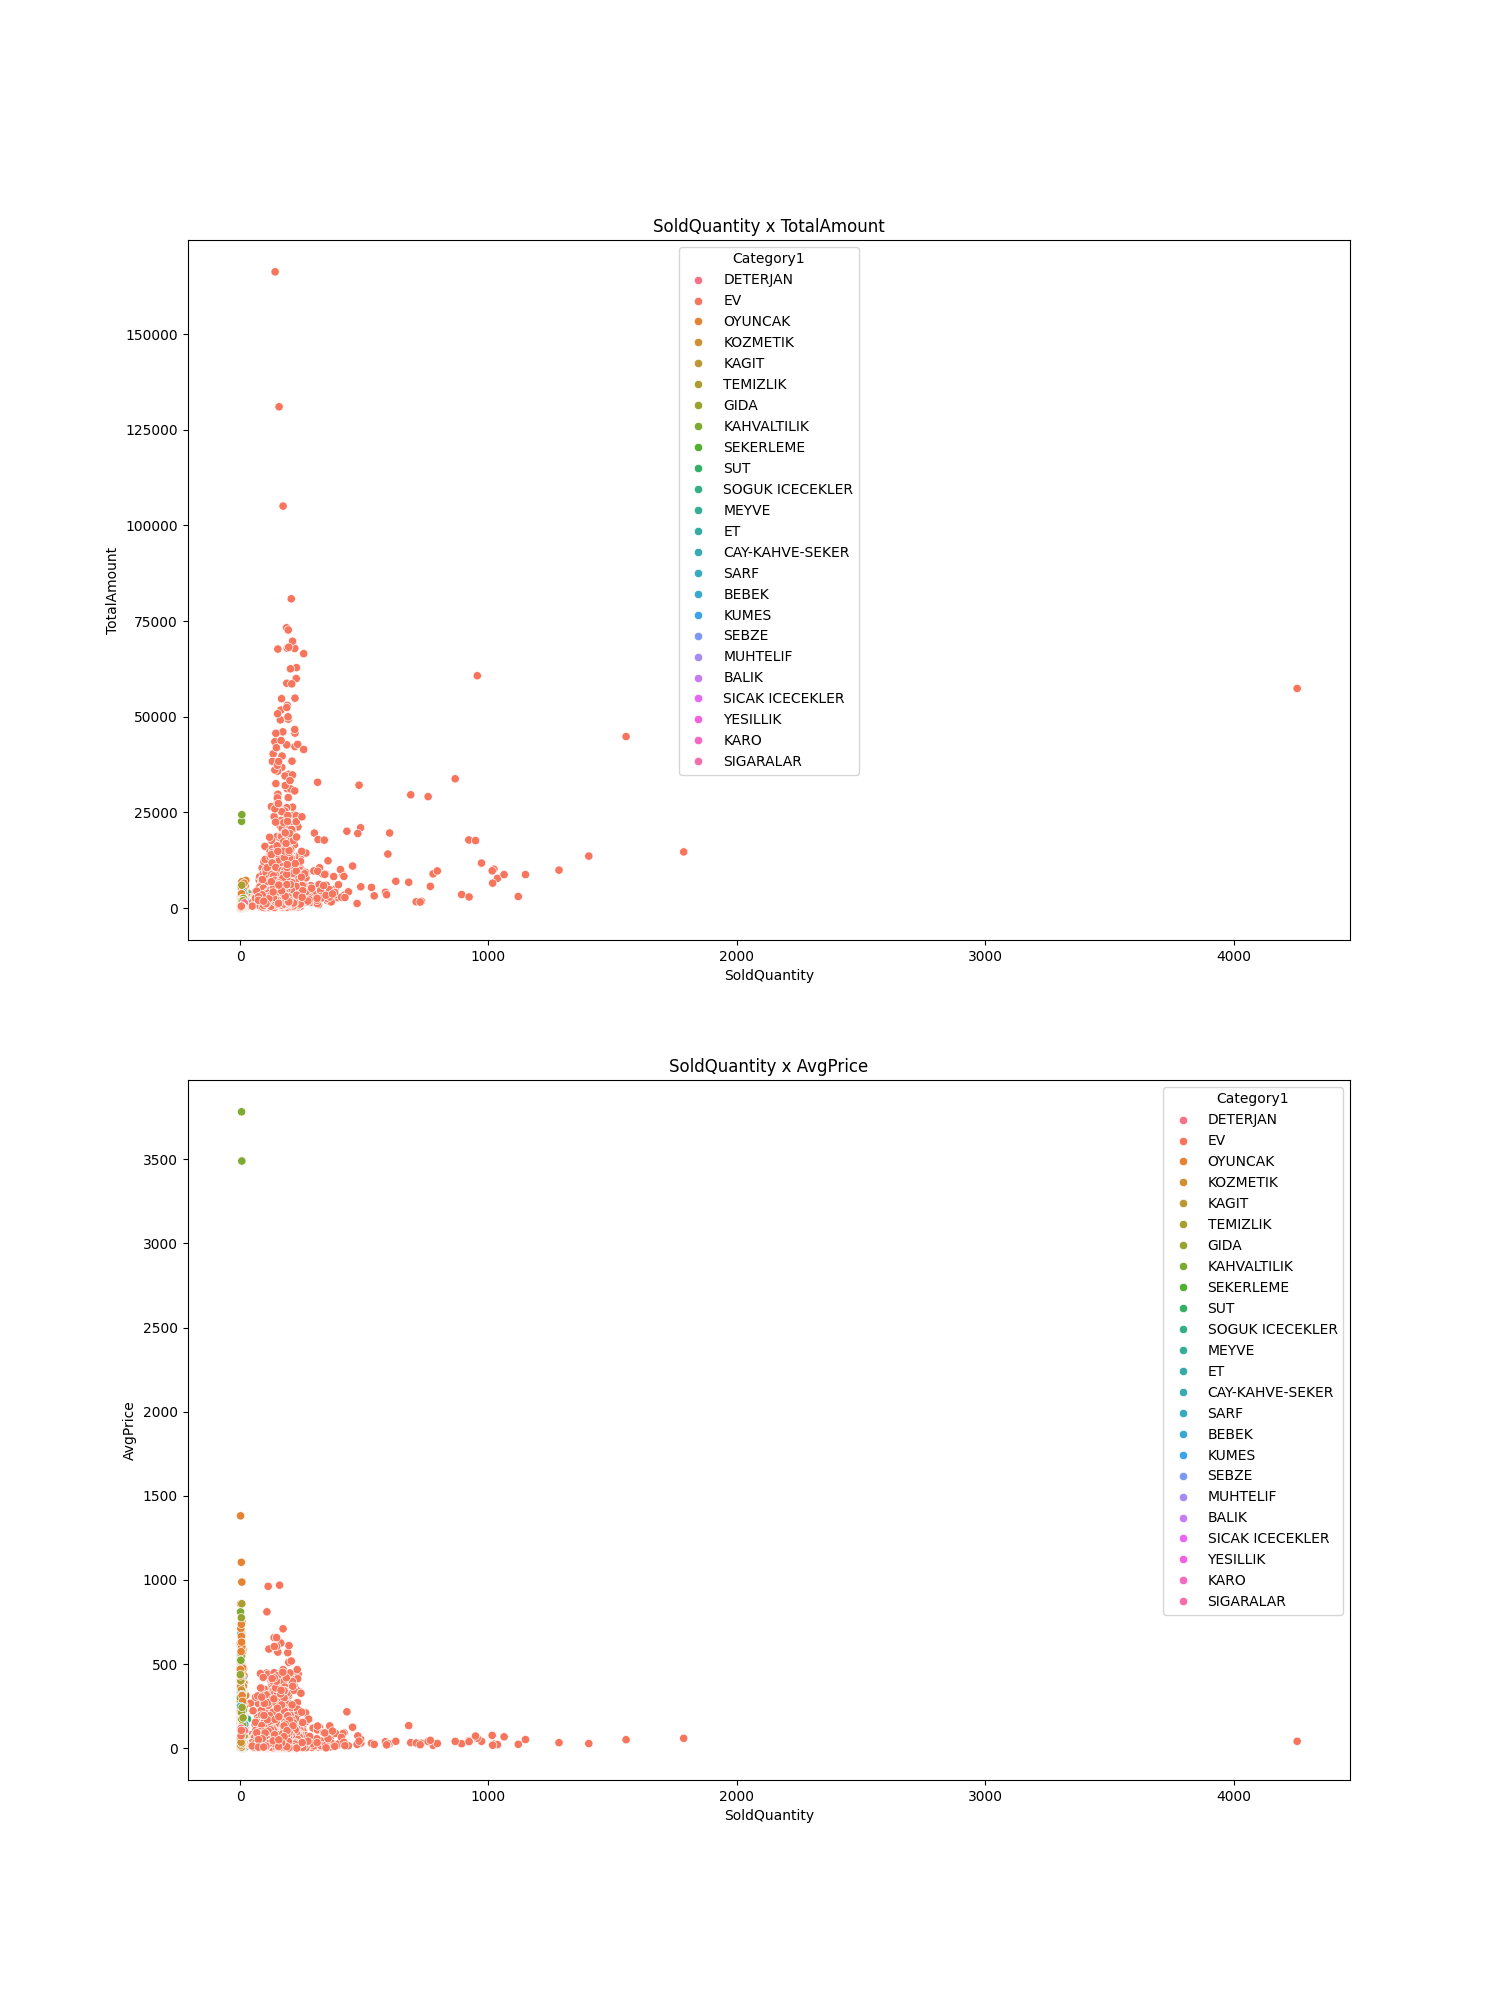 SoldQuantity x TotalAmount
Category1
DETERJAN
EV
OYUNCAK
KOZMETIK
KAGIT
TEMIZLIK
GIDA
KAHVALTILIK
SEKERLEME
SUT
SOGUK ICECEKLER
MEYVE
ET
CAY-KAHVE-SEKER
SARF
BEBEK
KUMES
SEBZE
MUHTELIF
BALIK
SICAK ICECEKLER
YESILLIK
KARO
SIGARALAR
150000
125000
100000
75000
50000
25000
0
TotalAmount
0 1000 2000 3000 4000
SoldQuantity
SoldQuantity x AvgPrice
Category1
DETERJAN
EV
OYUNCAK
KOZMETIK
KAGIT
TEMIZLIK
GIDA
KAHVALTILIK
SEKERLEME
SUT
SOGUK ICECEKLER
MEYVE
ET
CAY-KAHVE-SEKER
SARF
BEBEK
KUMES
SEBZE
MUHTELIF
BALIK
SICAK ICECEKLER
YESILLIK
KARO
SIGARALAR
3500
3000
2500
2000
1500
1000
500
0
AvgPrice
0 1000 2000 3000 4000
SoldQuantity